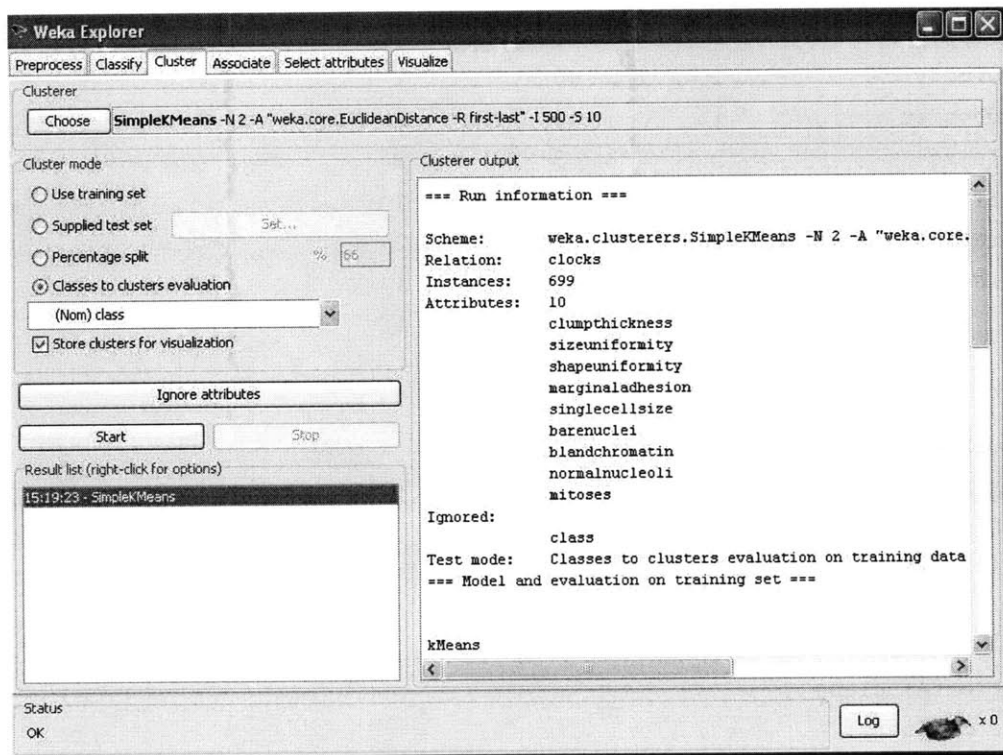 Weka Explorer
Preprocess Classify Cluster Associate Select attributes Visualize
Clusterer
Choose SimpleKMeans -N 2 -A "weka.core.EuclideanDistance -R first-last" -I 500 -S 10
Cluster mode
Use training set
Supplied test set Set...
Percentage split % 66
Classes to clusters evaluation
(Nom) class
Store clusters for visualization
Ignore attributes
Start Stop
Result list (right-click for options)
15:19:23 - SimpleKMeans
Clusterer output
=== Run information ===
Scheme: weka.clusterers.SimpleKMeans -N 2 -A "weka.core.
Relation: clocks
Instances: 699
Attributes: 10
clumpthickness
sizeuniformity
shapeuniformity
marginaladhesion
singlecellsize
barenuclei
blandchromatin
normalnucleoli
mitoses
Ignored:
class
Test mode: Classes to clusters evaluation on training data
=== Model and evaluation on training set ===
kMeans
Status
OK
Log x 0